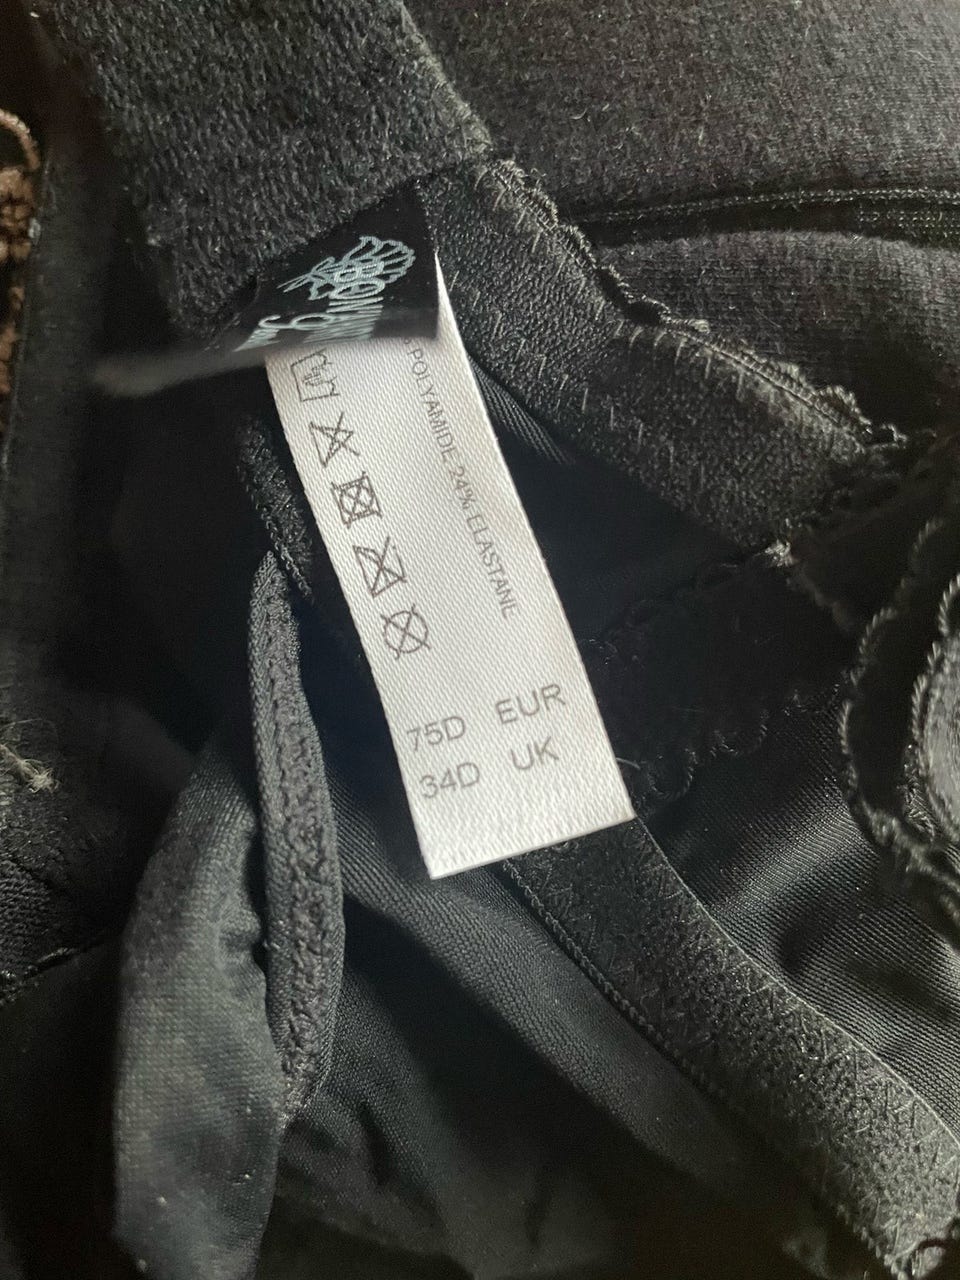 POLYAMIDE 24% ELASTANE
75D EUR
34D UK